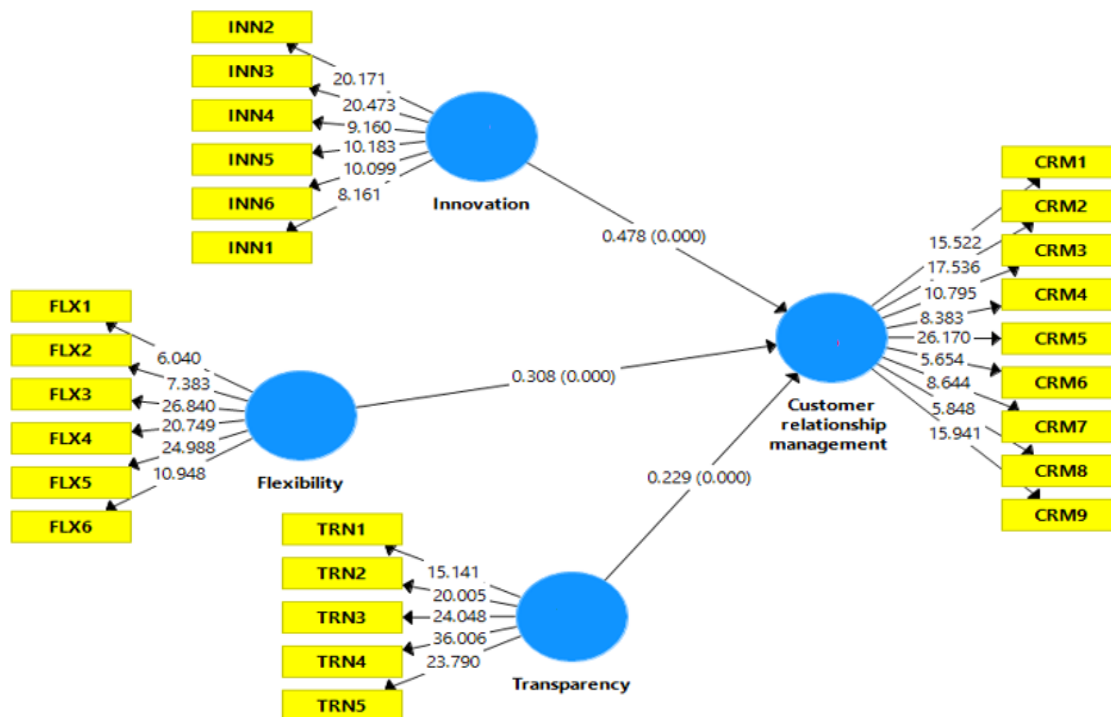 INN2
INN3
INN4
INN5
INN6
INN1
20.171
20.473
9.160
10.183
10.099
8.161
Innovation
0.478 (0.000)
FLX1
FLX2
FLX3
FLX4
FLX5
FLX6
6.040
7.383
26.840
20.749
24.988
10.948
Flexibility
0.308 (0.000)
TRN1
TRN2
TRN3
TRN4
TRN5
15.141
20.005
24.048
36.006
23.790
Transparency
0.229 (0.000)
Customer
relationship
management
15.522
17.536
10.795
8.383
26.170
5.654
8.644
5.848
15.941
CRM1
CRM2
CRM3
CRM4
CRM5
CRM6
CRM7
CRM8
CRM9